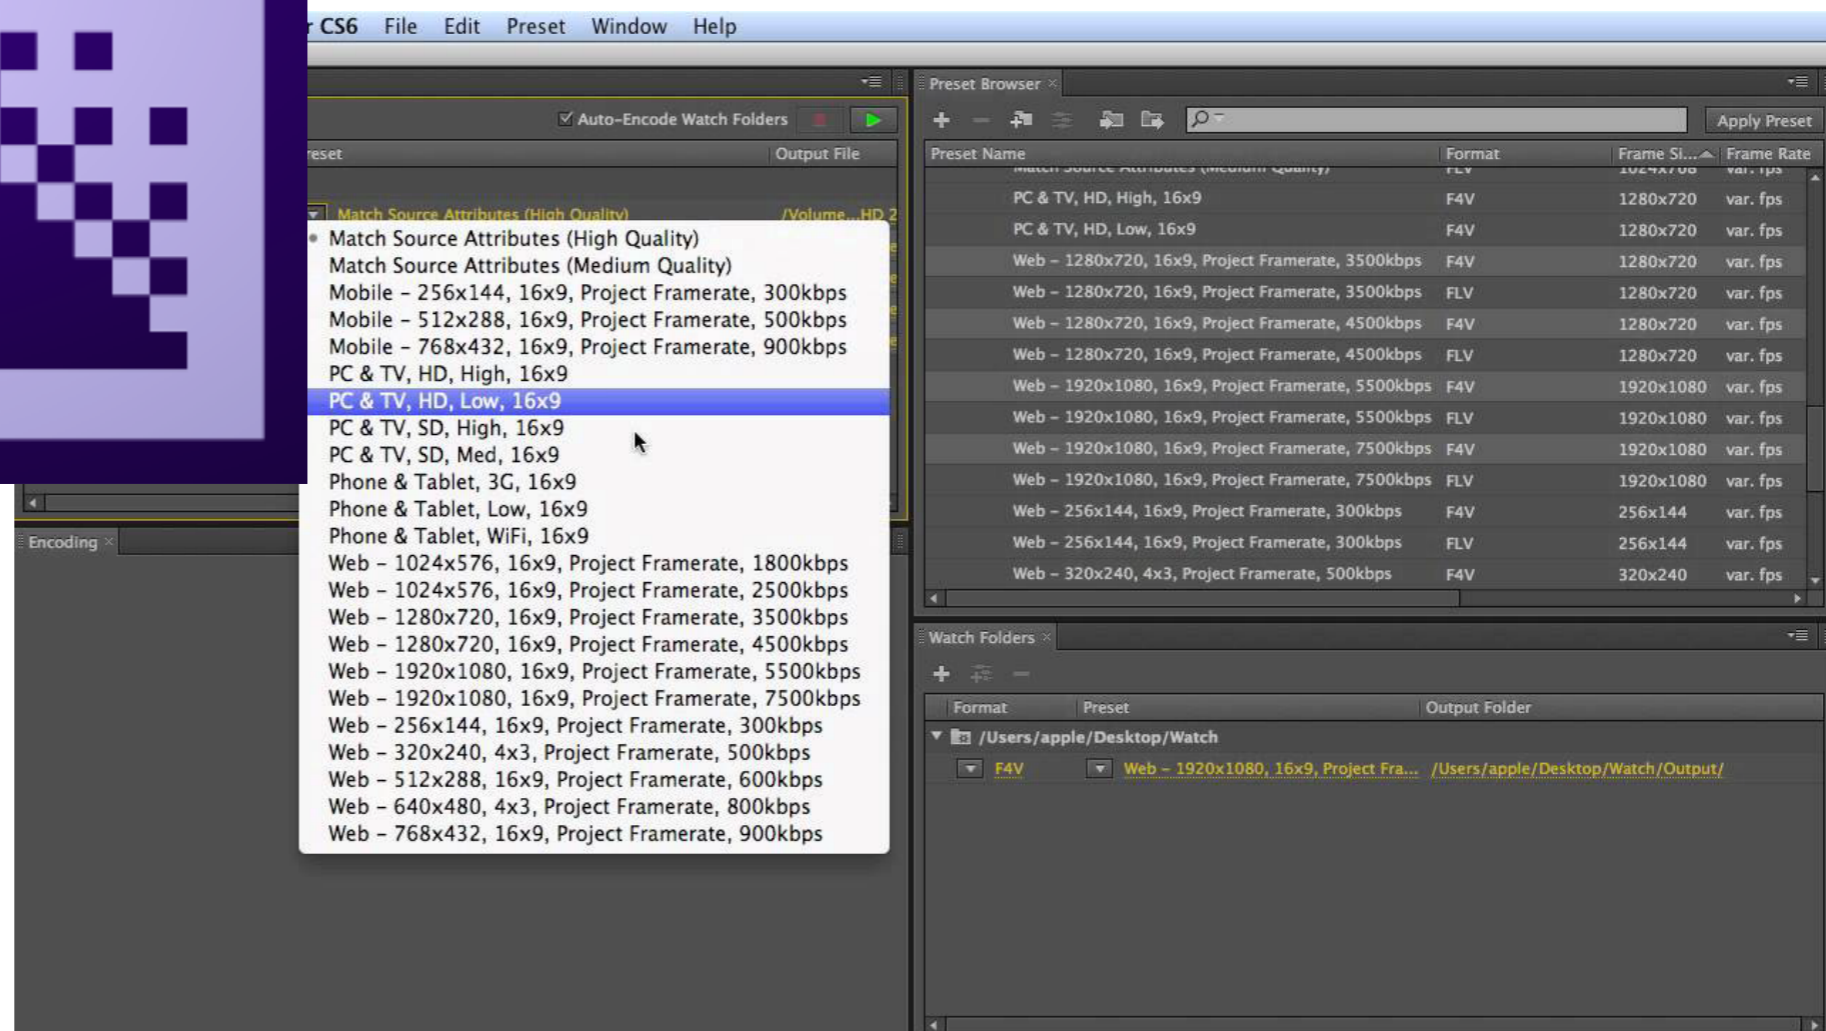 r CS6 File Edit Preset Window Help
Auto-Encode Watch Folders
reset Output File
Match Source Attributes (High Quality) /Volume...HD 2
Match Source Attributes (High Quality)
Match Source Attributes (Medium Quality)
Mobile – 256x144, 16x9, Project Framerate, 300kbps
Mobile – 512x288, 16x9, Project Framerate, 500kbps
Mobile – 768x432, 16x9, Project Framerate, 900kbps
PC & TV, HD, High, 16x9
PC & TV, HD, Low, 16x9
PC & TV, SD, High, 16x9
PC & TV, SD, Med, 16x9
Phone & Tablet, 3G, 16x9
Phone & Tablet, Low, 16x9
Phone & Tablet, WiFi, 16x9
Web – 1024x576, 16x9, Project Framerate, 1800kbps
Web – 1024x576, 16x9, Project Framerate, 2500kbps
Web – 1280x720, 16x9, Project Framerate, 3500kbps
Web – 1280x720, 16x9, Project Framerate, 4500kbps
Web – 1920x1080, 16x9, Project Framerate, 5500kbps
Web – 1920x1080, 16x9, Project Framerate, 7500kbps
Web – 256x144, 16x9, Project Framerate, 300kbps
Web – 320x240, 4x3, Project Framerate, 500kbps
Web – 512x288, 16x9, Project Framerate, 600kbps
Web – 640x480, 4x3, Project Framerate, 800kbps
Web – 768x432, 16x9, Project Framerate, 900kbps
Encoding
Preset Browser
Apply Preset
Preset Name Format Frame Si... Frame Rate
Match Source Attributes (Medium Quality) FLV 1024x768 var. fps
PC & TV, HD, High, 16x9 F4V 1280x720 var. fps
PC & TV, HD, Low, 16x9 F4V 1280x720 var. fps
Web – 1280x720, 16x9, Project Framerate, 3500kbps F4V 1280x720 var. fps
Web – 1280x720, 16x9, Project Framerate, 3500kbps FLV 1280x720 var. fps
Web – 1280x720, 16x9, Project Framerate, 4500kbps F4V 1280x720 var. fps
Web – 1280x720, 16x9, Project Framerate, 4500kbps FLV 1280x720 var. fps
Web – 1920x1080, 16x9, Project Framerate, 5500kbps F4V 1920x1080 var. fps
Web – 1920x1080, 16x9, Project Framerate, 5500kbps FLV 1920x1080 var. fps
Web – 1920x1080, 16x9, Project Framerate, 7500kbps F4V 1920x1080 var. fps
Web – 1920x1080, 16x9, Project Framerate, 7500kbps FLV 1920x1080 var. fps
Web – 256x144, 16x9, Project Framerate, 300kbps F4V 256x144 var. fps
Web – 256x144, 16x9, Project Framerate, 300kbps FLV 256x144 var. fps
Web – 320x240, 4x3, Project Framerate, 500kbps F4V 320x240 var. fps
Watch Folders
Format Preset Output Folder
/Users/apple/Desktop/Watch
F4V Web – 1920x1080, 16x9, Project Fra... /Users/apple/Desktop/Watch/Output/